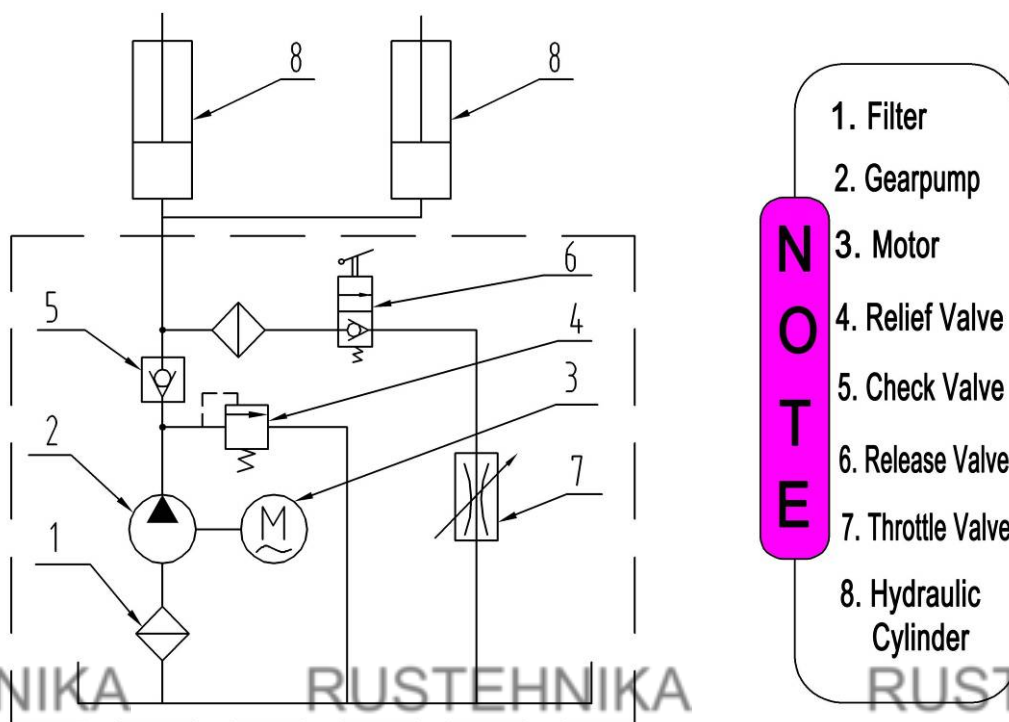 8
8
6
5
4
3
2
7
1
M
NOTE
1. Filter
2. Gearpump
3. Motor
4. Relief Valve
5. Check Valve
6. Release Valve
7. Throttle Valve
8. Hydraulic
Cylinder
NIKA RUSTEHNIKA RUST